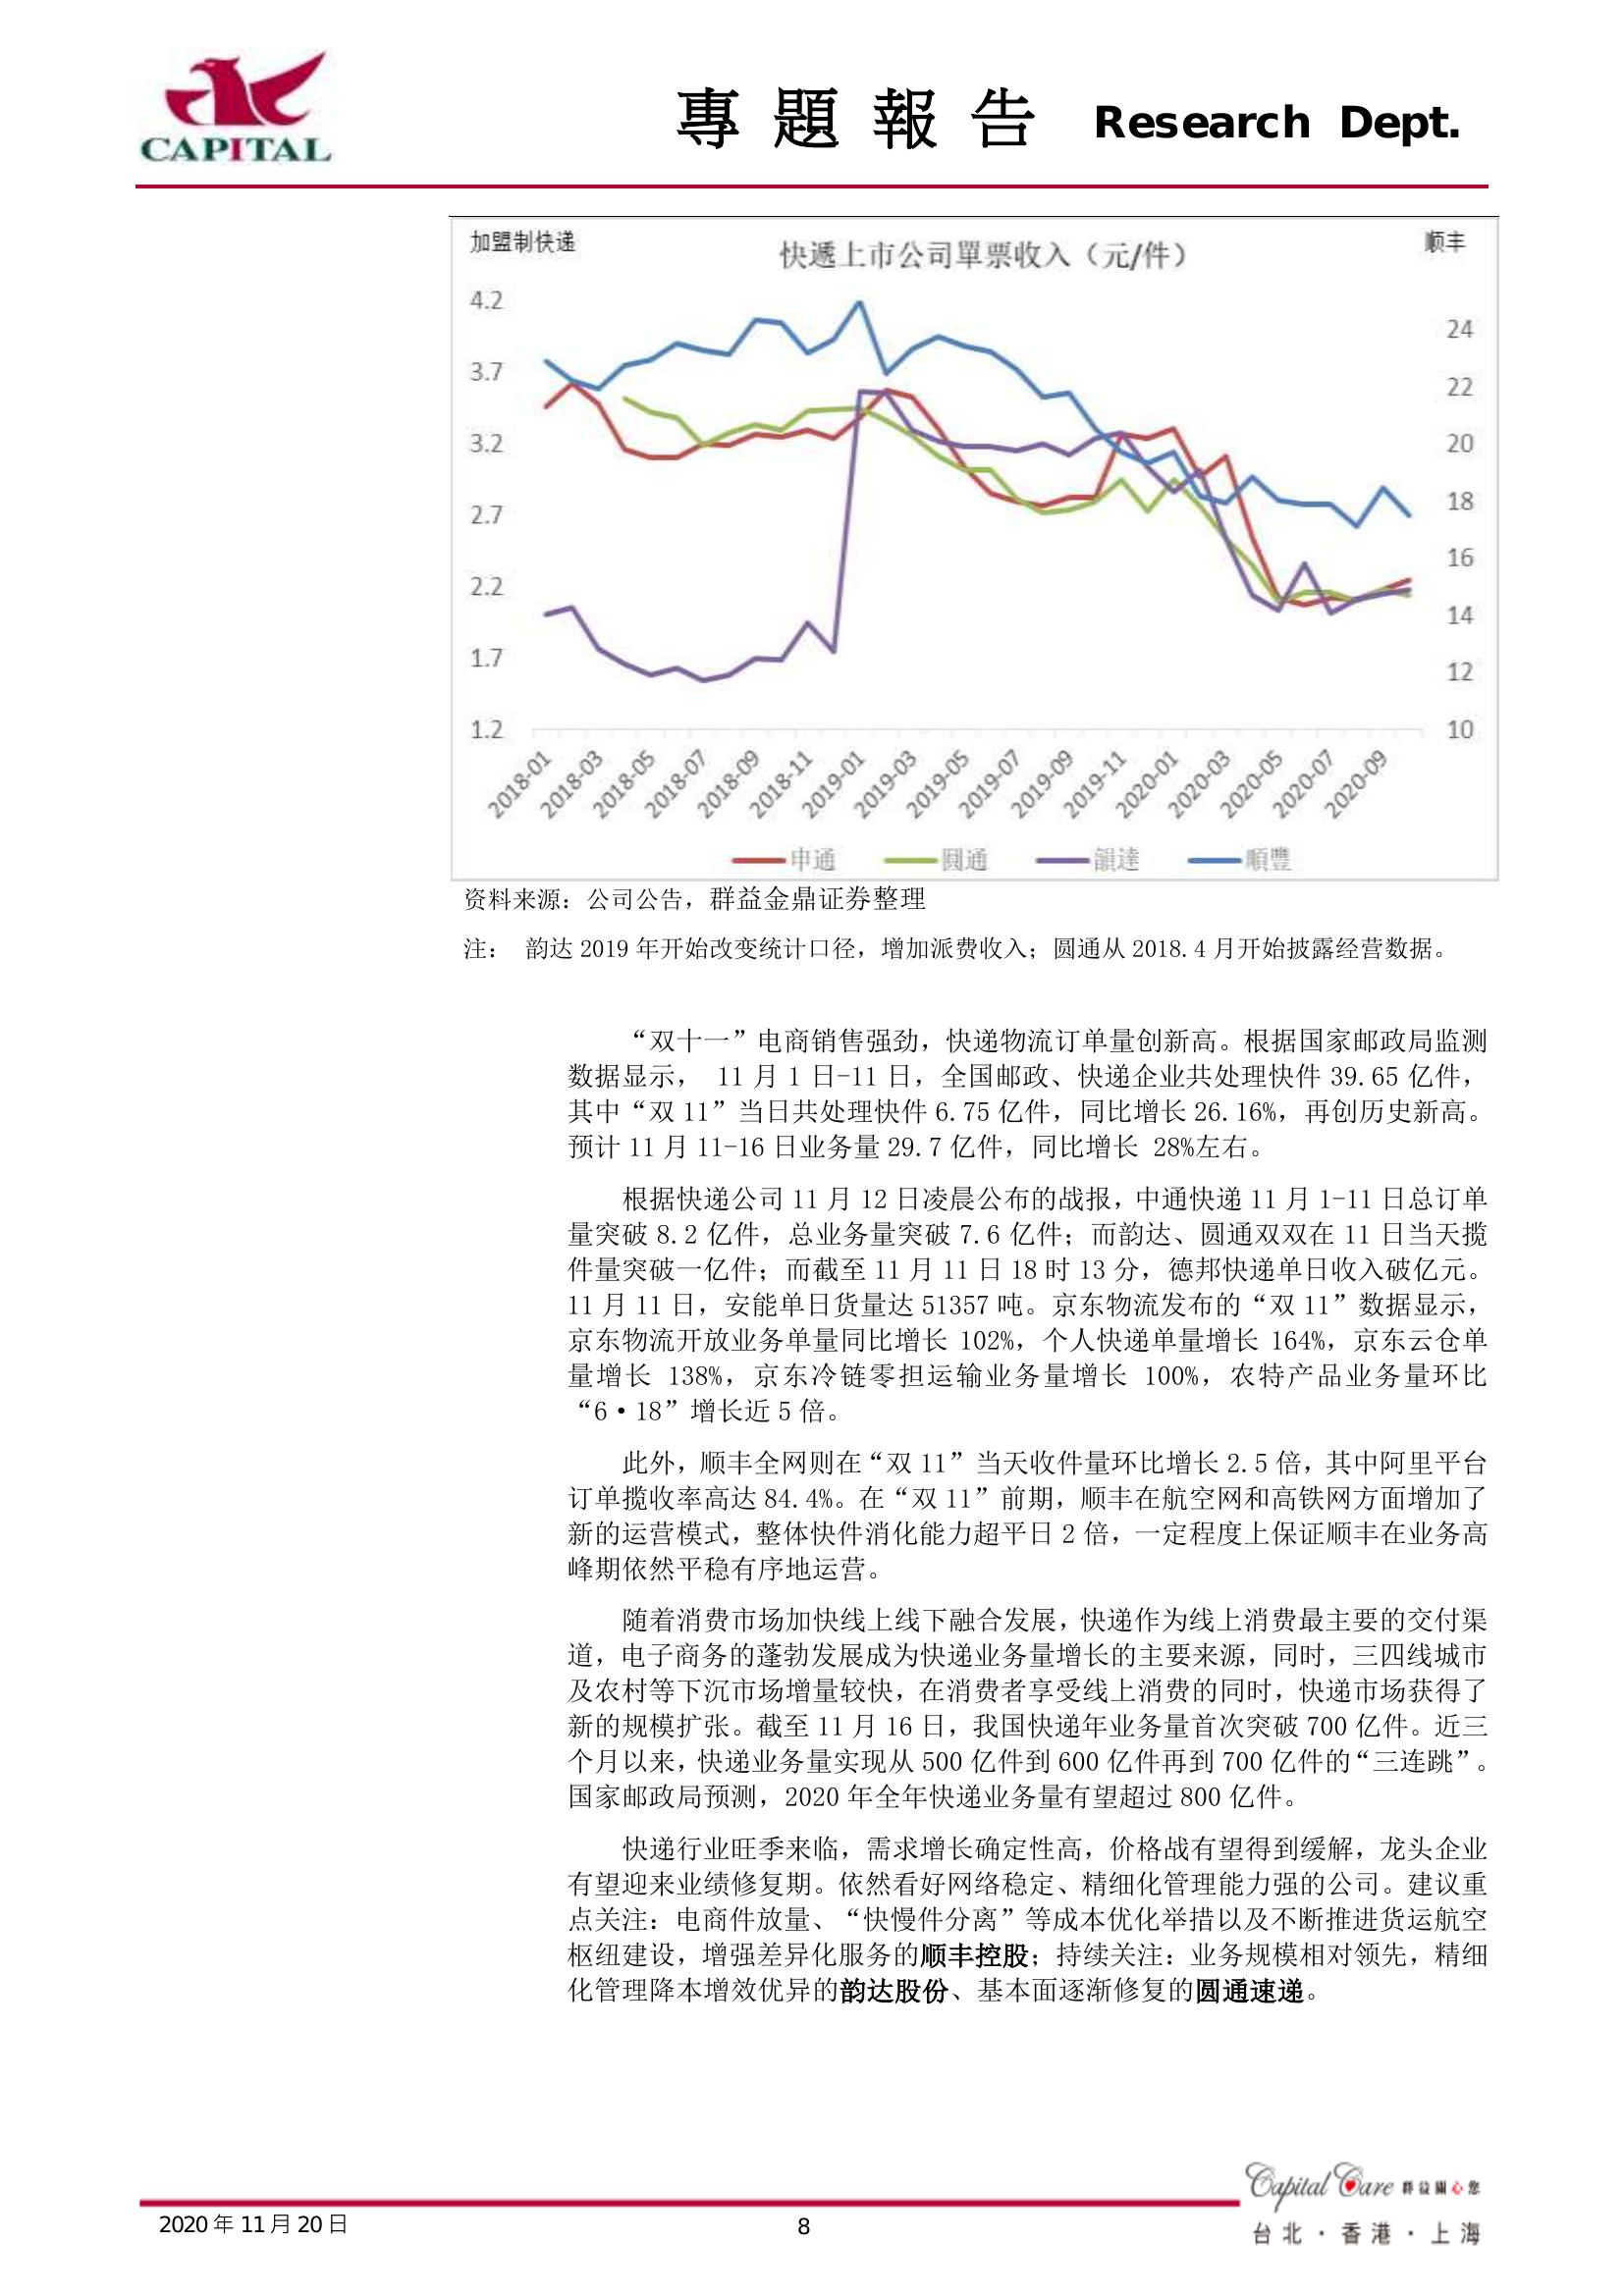 CAPITAL
專 題 報 告 Research Dept.
加盟制快递
顺丰
快遞上市公司單票收入（元/件）
4.2
3.7
3.2
2.7
2.2
1.7
1.2
24
22
20
18
16
14
12
10
2018-01
2018-03
2018-05
2018-07
2018-09
2018-11
2019-01
2019-03
2019-05
2019-07
2019-09
2019-11
2020-01
2020-03
2020-05
2020-07
2020-09
申通 圓通 韻達 順豐
资料来源：公司公告，群益金鼎证券整理
注： 韵达 2019 年开始改变统计口径，增加派费收入；圆通从 2018.4 月开始披露经营数据。
“双十一”电商销售强劲，快递物流订单量创新高。根据国家邮政局监测
数据显示， 11 月 1 日-11 日，全国邮政、快递企业共处理快件 39.65 亿件，
其中“双 11”当日共处理快件 6.75 亿件，同比增长 26.16%，再创历史新高。
预计 11 月 11-16 日业务量 29.7 亿件，同比增长 28%左右。
根据快递公司 11 月 12 日凌晨公布的战报，中通快递 11 月 1-11 日总订单
量突破 8.2 亿件，总业务量突破 7.6 亿件；而韵达、圆通双双在 11 日当天揽
件量突破一亿件；而截至 11 月 11 日 18 时 13 分，德邦快递单日收入破亿元。
11 月 11 日，安能单日货量达 51357 吨。京东物流发布的“双 11”数据显示，
京东物流开放业务单量同比增长 102%，个人快递单量增长 164%，京东云仓单
量增长 138%，京东冷链零担运输业务量增长 100%，农特产品业务量环比
“6·18”增长近 5 倍。
此外，顺丰全网则在“双 11”当天收件量环比增长 2.5 倍，其中阿里平台
订单揽收率高达 84.4%。在“双 11”前期，顺丰在航空网和高铁网方面增加了
新的运营模式，整体快件消化能力超平日 2 倍，一定程度上保证顺丰在业务高
峰期依然平稳有序地运营。
随着消费市场加快线上线下融合发展，快递作为线上消费最主要的交付渠
道，电子商务的蓬勃发展成为快递业务量增长的主要来源，同时，三四线城市
及农村等下沉市场增量较快，在消费者享受线上消费的同时，快递市场获得了
新的规模扩张。截至 11 月 16 日，我国快递年业务量首次突破 700 亿件。近三
个月以来，快递业务量实现从 500 亿件到 600 亿件再到 700 亿件的“三连跳”。
国家邮政局预测，2020 年全年快递业务量有望超过 800 亿件。
快递行业旺季来临，需求增长确定性高，价格战有望得到缓解，龙头企业
有望迎来业绩修复期。依然看好网络稳定、精细化管理能力强的公司。建议重
点关注：电商件放量、“快慢件分离”等成本优化举措以及不断推进货运航空
枢纽建设，增强差异化服务的顺丰控股；持续关注：业务规模相对领先，精细
化管理降本增效优异的韵达股份、基本面逐渐修复的圆通速递。
Capital Care 群益關心您
2020 年 11 月 20 日
8
台 北 · 香 港 · 上 海